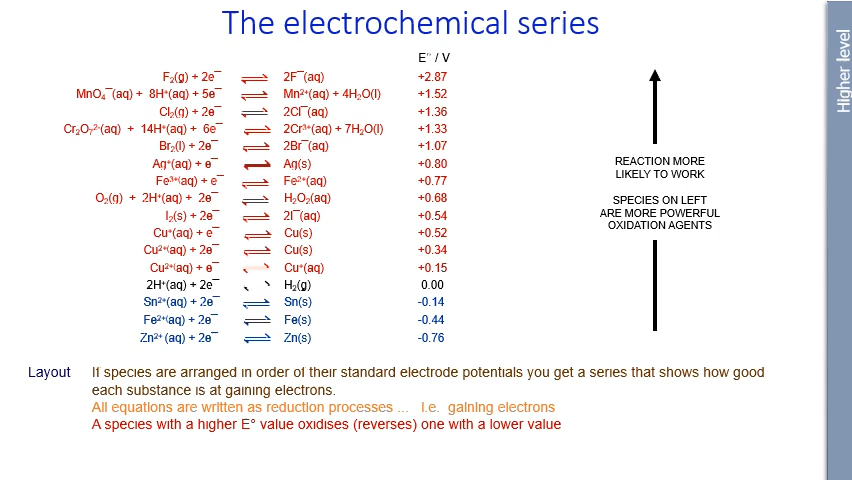 The electrochemical series
Higher level
E° / V
F₂(g) + 2e¯ ⇌ 2F¯(aq) +2.87
MnO₄¯(aq) + 8H⁺(aq) + 5e¯ ⇌ Mn²⁺(aq) + 4H₂O(l) +1.52
Cl₂(g) + 2e¯ ⇌ 2Cl¯(aq) +1.36
Cr₂O₇²⁻(aq) + 14H⁺(aq) + 6e¯ ⇌ 2Cr³⁺(aq) + 7H₂O(l) +1.33
Br₂(l) + 2e¯ ⇌ 2Br¯(aq) +1.07
Ag⁺(aq) + e¯ ⇌ Ag(s) +0.80
Fe³⁺(aq) + e¯ ⇌ Fe²⁺(aq) +0.77
O₂(g) + 2H⁺(aq) + 2e¯ ⇌ H₂O₂(aq) +0.68
I₂(s) + 2e¯ ⇌ 2I¯(aq) +0.54
Cu⁺(aq) + e¯ ⇌ Cu(s) +0.52
Cu²⁺(aq) + 2e¯ ⇌ Cu(s) +0.34
Cu²⁺(aq) + e¯ ⇌ Cu⁺(aq) +0.15
2H⁺(aq) + 2e¯ ⇌ H₂(g) 0.00
Sn²⁺(aq) + 2e¯ ⇌ Sn(s) -0.14
Fe²⁺(aq) + 2e¯ ⇌ Fe(s) -0.44
Zn²⁺(aq) + 2e¯ ⇌ Zn(s) -0.76
REACTION MORE
LIKELY TO WORK
SPECIES ON LEFT
ARE MORE POWERFUL
OXIDATION AGENTS
Layout If species are arranged in order of their standard electrode potentials you get a series that shows how good
each substance is at gaining electrons.
All equations are written as reduction processes ... i.e. gaining electrons
A species with a higher E° value oxidises (reverses) one with a lower value